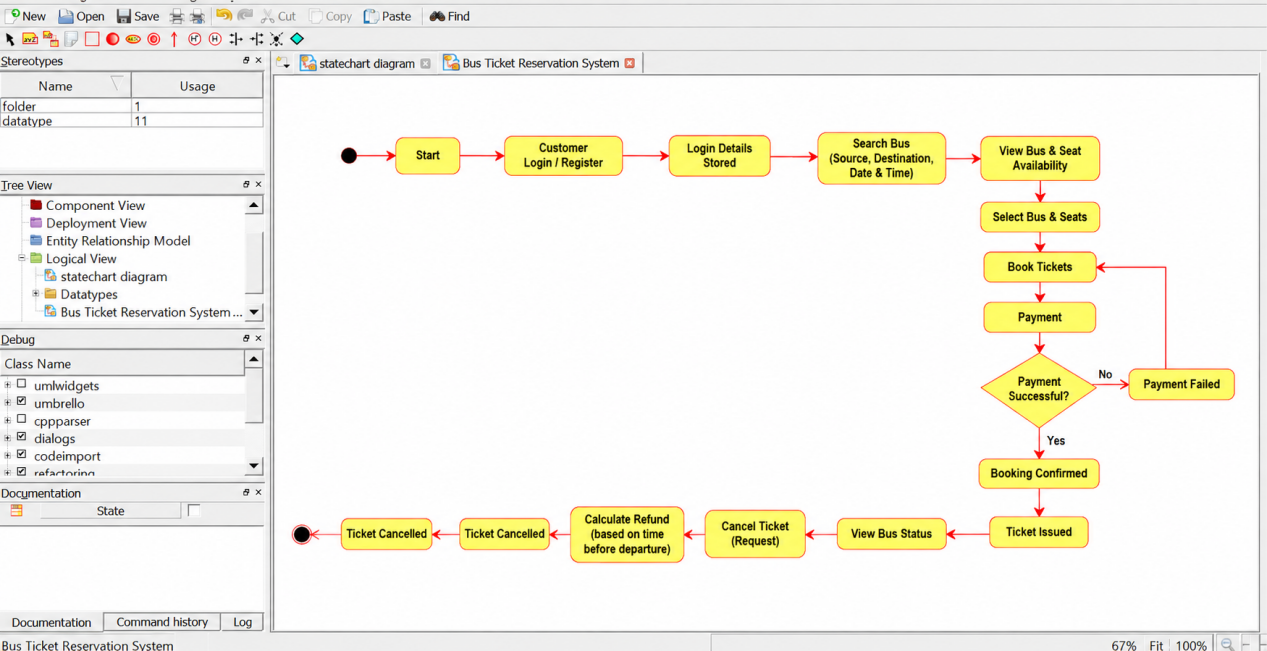 New Open Save Cut Copy Paste Find
Stereotypes
Name Usage
folder 1
datatype 11
Tree View
Component View
Deployment View
Entity Relationship Model
Logical View
statechart diagram
Datatypes
Bus Ticket Reservation System ...
Debug
Class Name
umlwidgets
umbrello
cppparser
dialogs
codeimport
refactoring
Documentation
State
Documentation Command history Log
Bus Ticket Reservation System
statechart diagram
Bus Ticket Reservation System
Start
Customer
Login / Register
Login Details
Stored
Search Bus
(Source, Destination,
Date & Time)
View Bus & Seat
Availability
Select Bus & Seats
Book Tickets
Payment
Payment
Successful?
No
Payment Failed
Yes
Booking Confirmed
Ticket Issued
View Bus Status
Cancel Ticket
(Request)
Calculate Refund
(based on time
before departure)
Ticket Cancelled
Ticket Cancelled
67% Fit 100%